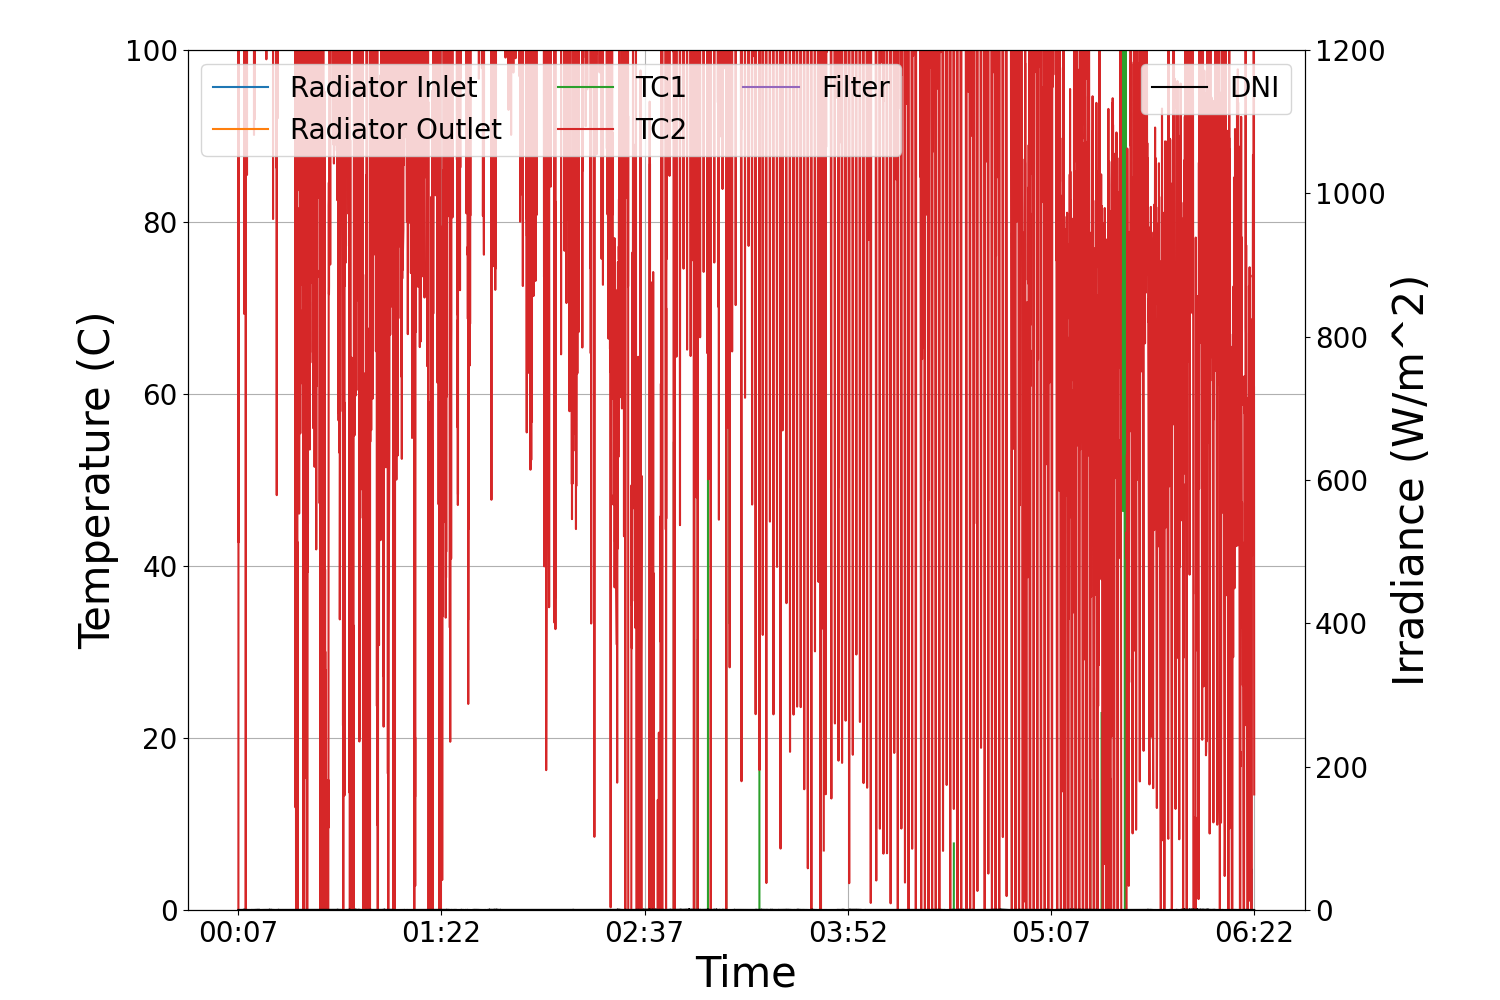 100
80
60
40
20
0
Temperature (C)
Radiator Inlet
Radiator Outlet
TC1
TC2
Filter
DNI
1200
1000
800
600
400
200
0
Irradiance (W/m^2)
00:07 01:22 02:37 03:52 05:07 06:22
Time